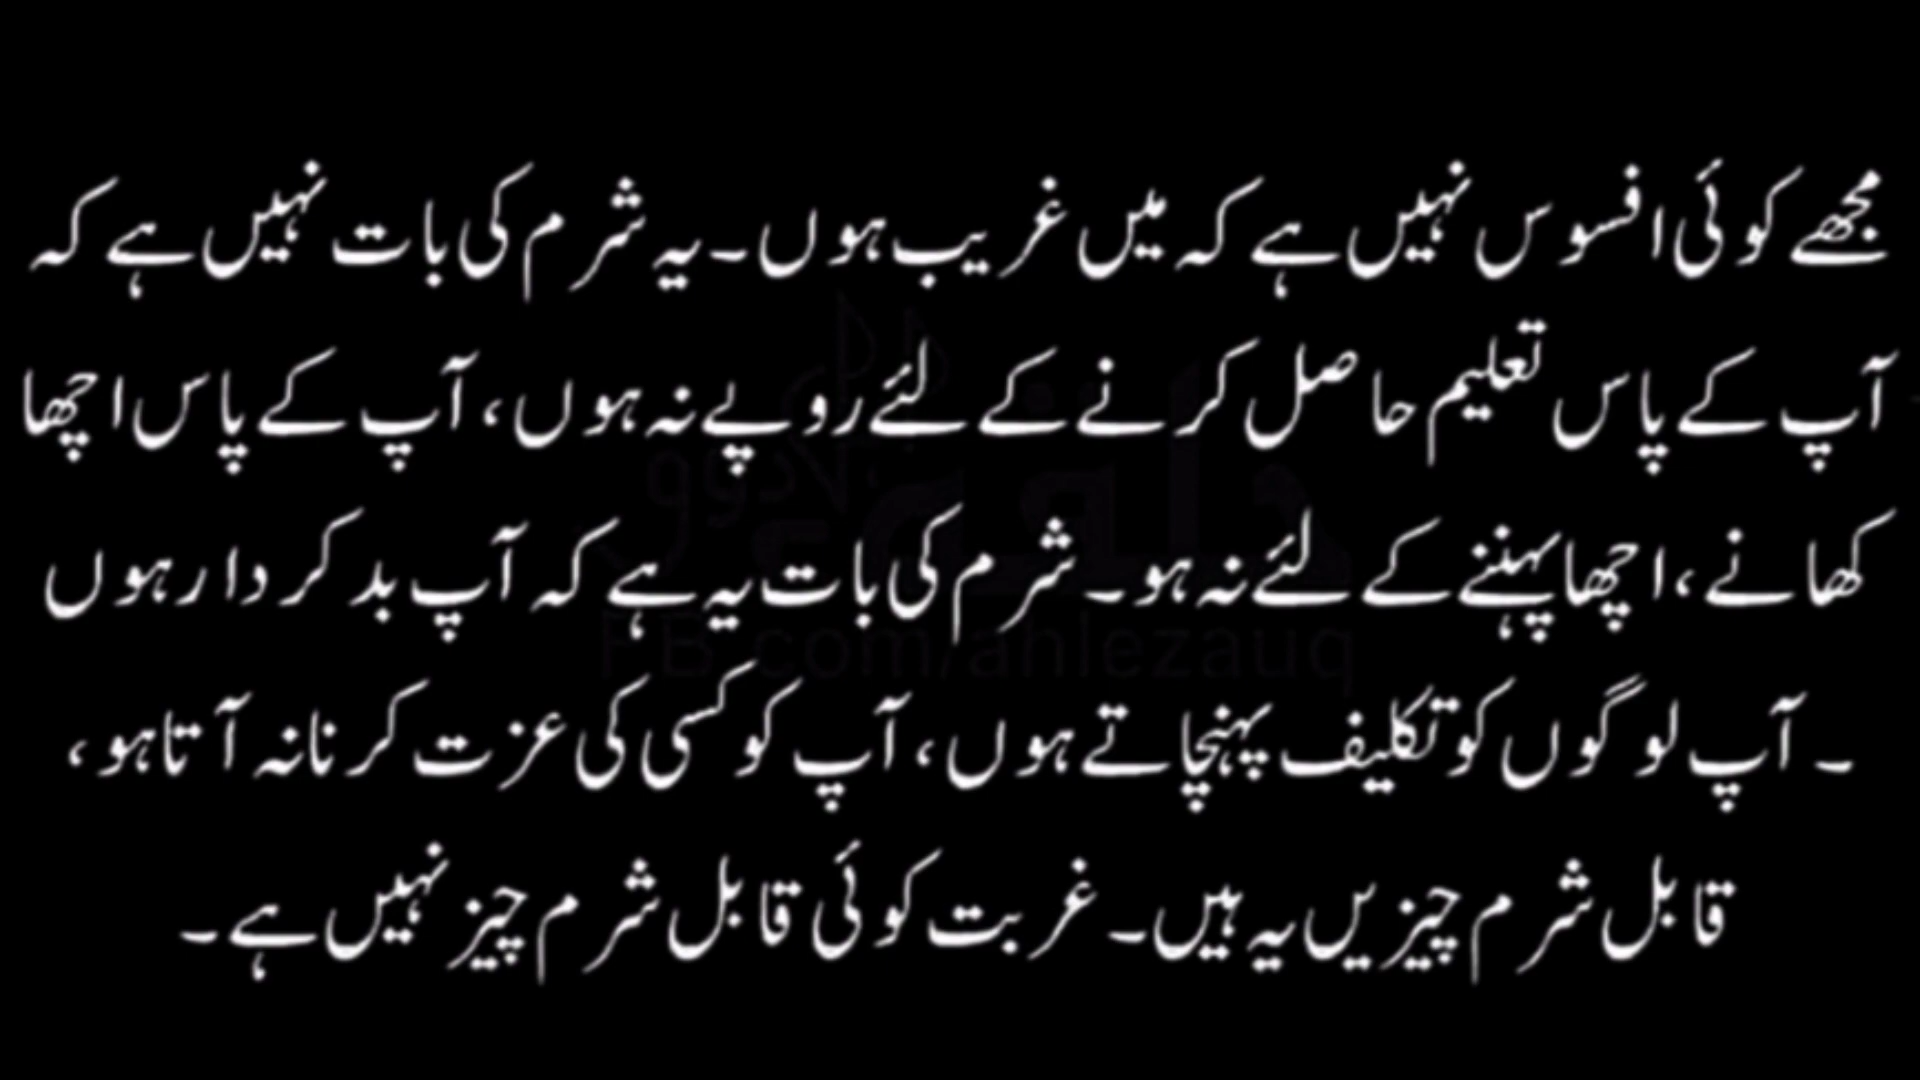 مجھے کوئی افسوس نہیں ہے کہ میں غریب ہوں۔ یہ شرم کی بات نہیں ہے کہ
آپ کے پاس تعلیم حاصل کرنے کے لئے روپے نہ ہوں، آپ کے پاس اچھا
کھانے، اچھا پہننے کے لئے نہ ہو۔ شرم کی بات یہ ہے کہ آپ بدکردار ہوں
۔ آپ لوگوں کو تکلیف پہنچاتے ہوں، آپ کو کسی کی عزت کرنا نہ آتا ہو،
FB.com/ahlezauq
قابل شرم چیزیں یہ ہیں۔ غربت کوئی قابل شرم چیز نہیں ہے۔